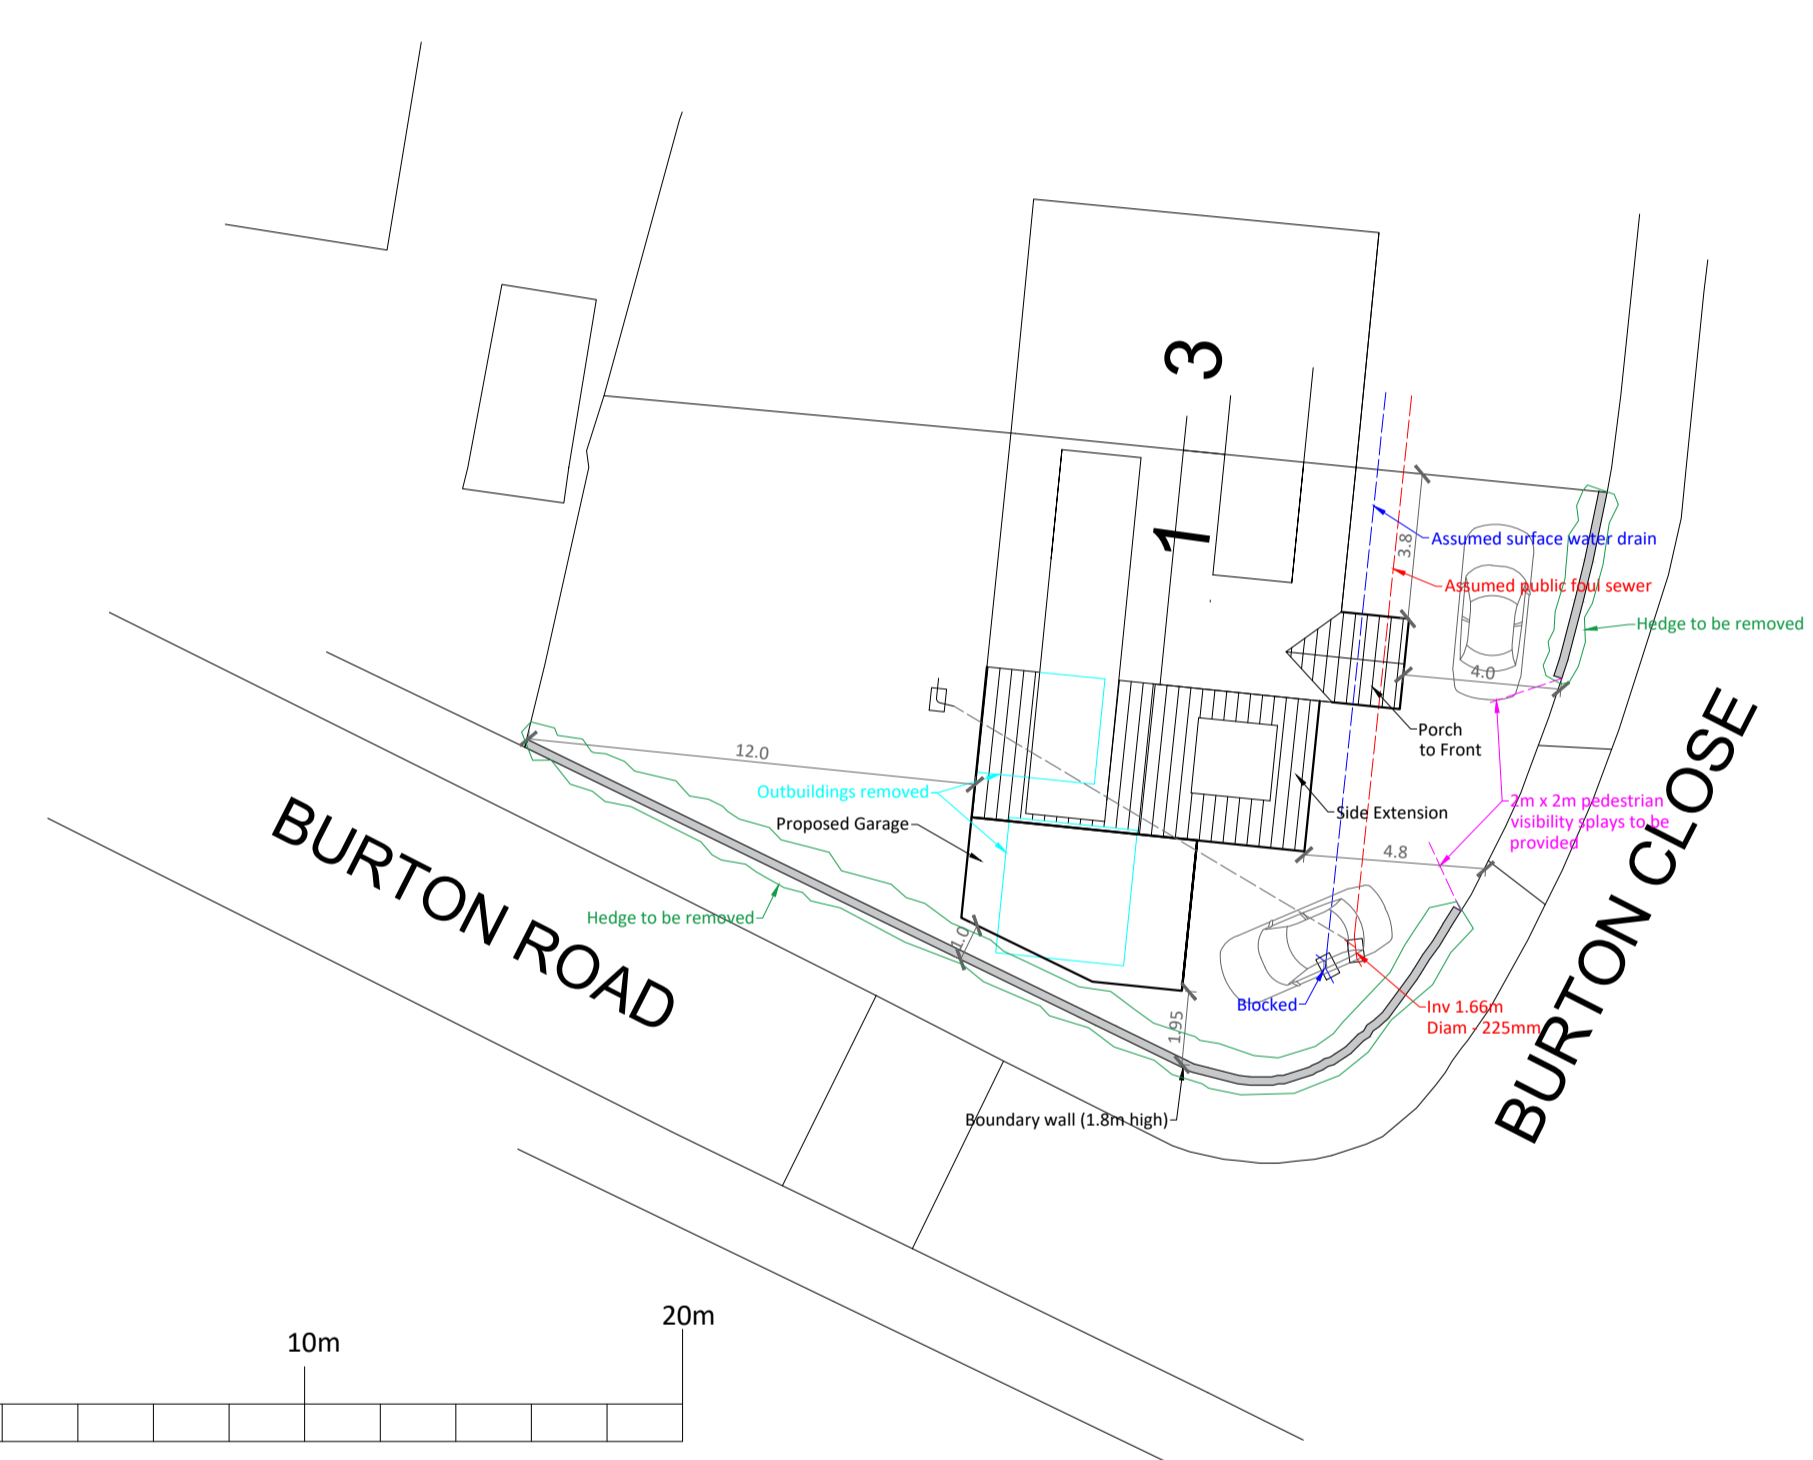 3
1
Assumed surface water drain
3.8
Assumed public foul sewer
Hedge to be removed
4.0
Porch
to Front
12.0
Outbuildings removed
2m x 2m pedestrian
visibility splays to be
provided
Side Extension
Proposed Garage
4.8
BURTON CLOSE
BURTON ROAD
Hedge to be removed
1.0
Blocked
Inv 1.66m
Diam - 225mm
1.95
Boundary wall (1.8m high)
10m
20m